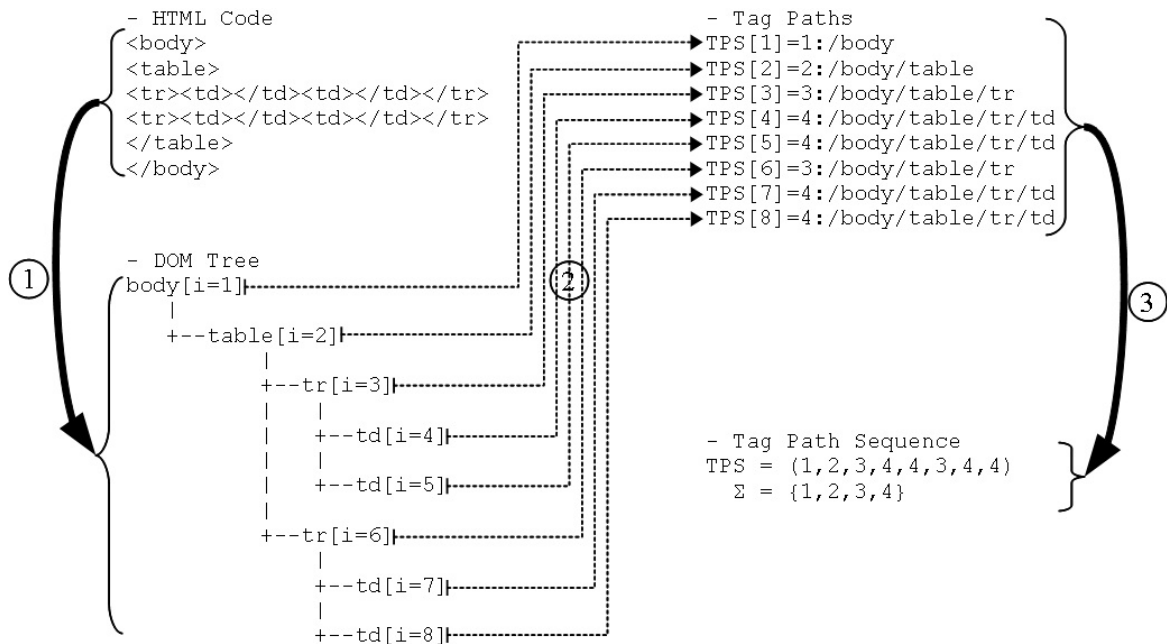 - HTML Code
<body>
<table>
<tr><td></td><td></td></tr>
<tr><td></td><td></td></tr>
</table>
</body>
- Tag Paths
TPS[1]=1:/body
TPS[2]=2:/body/table
TPS[3]=3:/body/table/tr
TPS[4]=4:/body/table/tr/td
TPS[5]=4:/body/table/tr/td
TPS[6]=3:/body/table/tr
TPS[7]=4:/body/table/tr/td
TPS[8]=4:/body/table/tr/td
1
2
3
- DOM Tree
body[i=1]
+--table[i=2]
+--tr[i=3]
+--td[i=4]
+--td[i=5]
+--tr[i=6]
+--td[i=7]
+--td[i=8]
- Tag Path Sequence
TPS = (1,2,3,4,4,3,4,4)
Σ = {1,2,3,4}